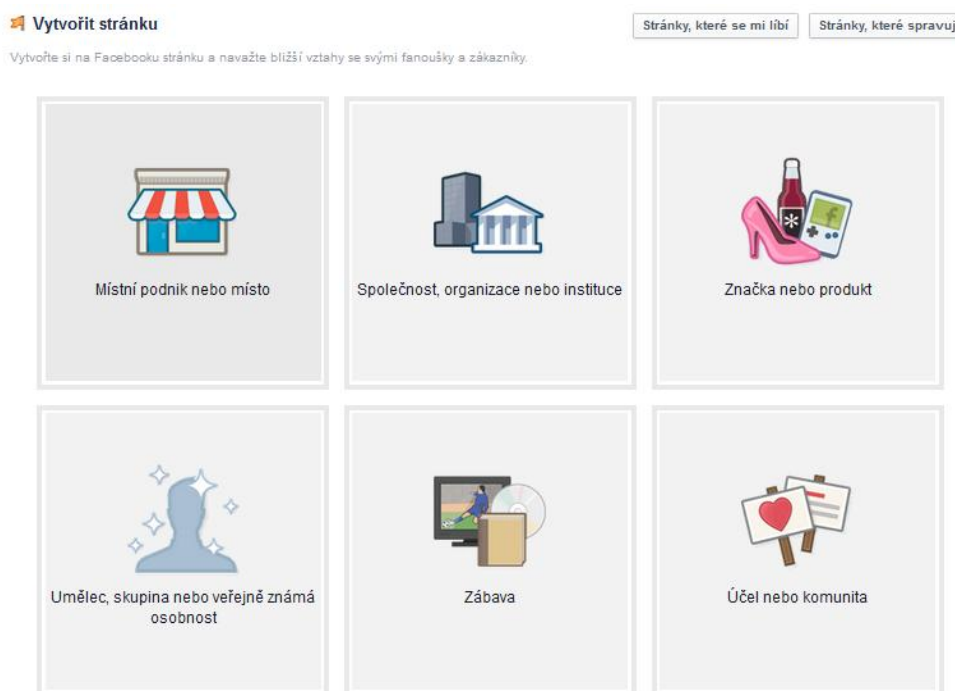 Vytvořit stránku
Stránky, které se mi líbí
Stránky, které spravuj
Vytvořte si na Facebooku stránku a navažte bližší vztahy se svými fanoušky a zákazníky.
Místní podnik nebo místo
Společnost, organizace nebo instituce
Značka nebo produkt
Umělec, skupina nebo veřejně známá
osobnost
Zábava
Účel nebo komunita